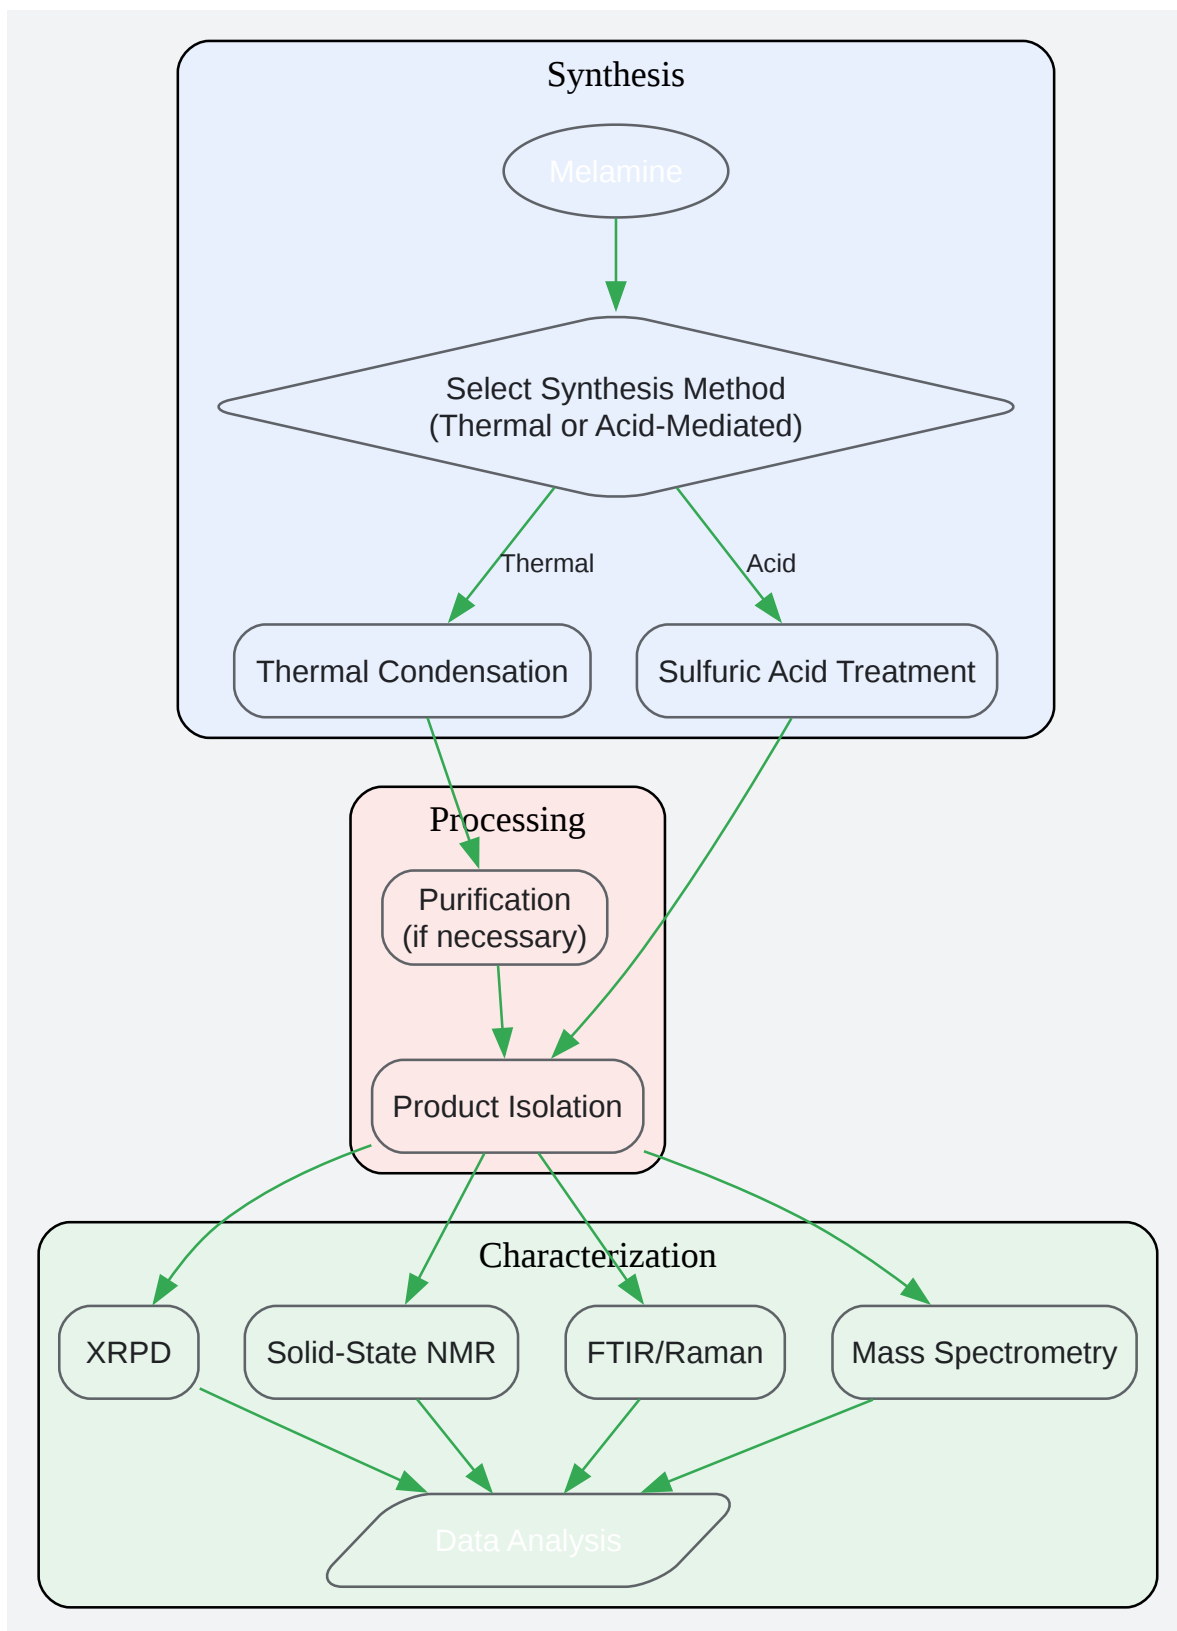 Synthesis
Melamine
Select Synthesis Method
(Thermal or Acid-Mediated)
Thermal
Acid
Thermal Condensation
Sulfuric Acid Treatment
Processing
Purification
(if necessary)
Product Isolation
Characterization
XRPD
Solid-State NMR
FTIR/Raman
Mass Spectrometry
Data Analysis